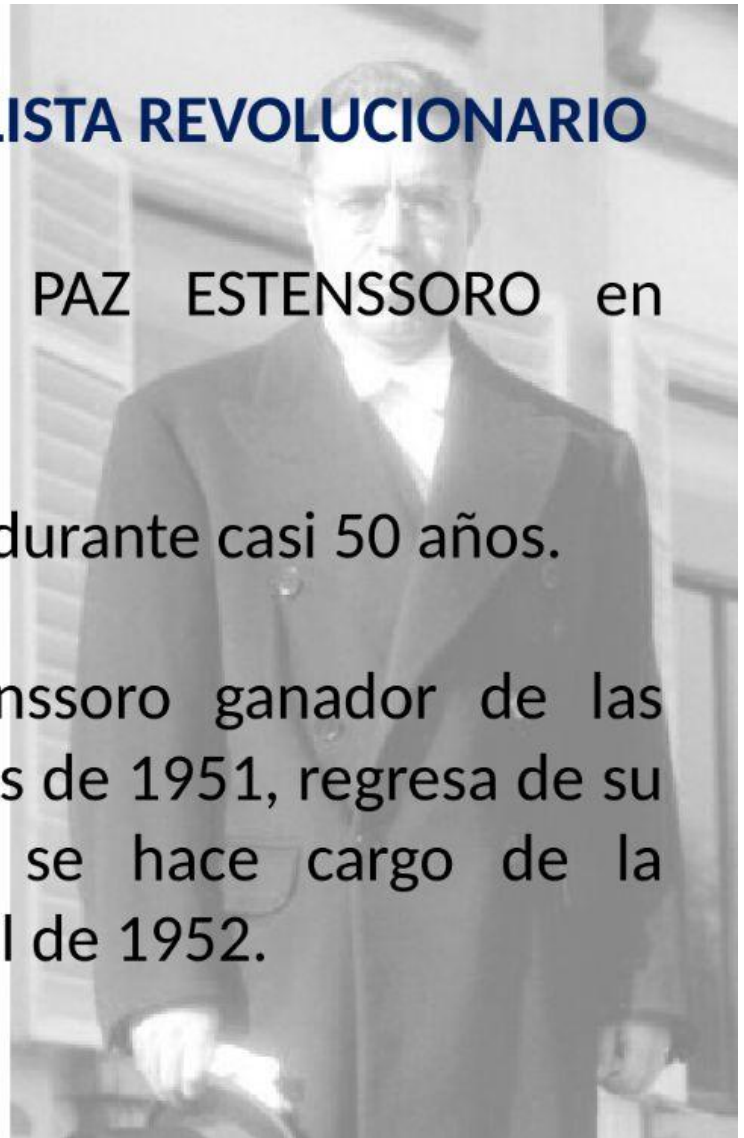 LISTA REVOLUCIONARIO
PAZ ESTENSSORO en
durante casi 50 años.
nssoro ganador de las
s de 1951, regresa de su
se hace cargo de la
l de 1952.